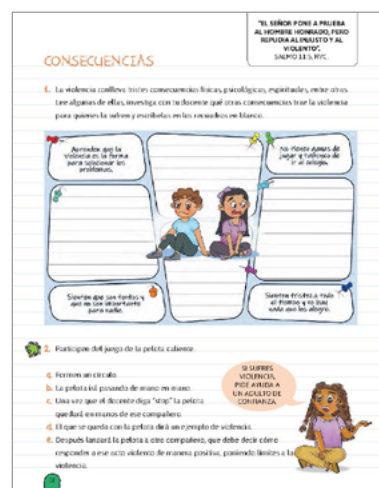 "EL SEÑOR PONE A PRUEBA
AL HOMBRE HONRADO, PERO
REPUDIA AL INJUSTO Y AL
VIOLENTO".
SALMO 11:5, RVC.
CONSECUENCIAS
1. La violencia conlleva tristes consecuencias físicas, psicológicas, espirituales, entre otras.
Lee algunas de ellas, investiga con tu docente qué otras consecuencias trae la violencia
para quienes la sufren y escríbelas en los recuadros en blanco.
Aprenden que la
violencia es la forma
para solucionar los
problemas.
No tienen ganas de
jugar y tampoco de
ir al colegio.
Sienten que son tontos y
que no son importante
para nadie.
Sienten tristeza todo
el tiempo y no hay
nada que los alegre.
2. Participen del juego de la pelota caliente.
a. Formen un círculo.
b. La pelota irá pasando de mano en mano.
c. Una vez que el docente diga "stop" la pelota
quedará en manos de ese compañero.
d. El que se queda con la pelota dirá un ejemplo de violencia.
e. Después lanzará la pelota a otro compañero, que debe decir cómo
responder a ese acto violento de manera positiva, poniendo límites a la
violencia.
SI SUFRES
VIOLENCIA,
PIDE AYUDA A
UN ADULTO DE
CONFIANZA.